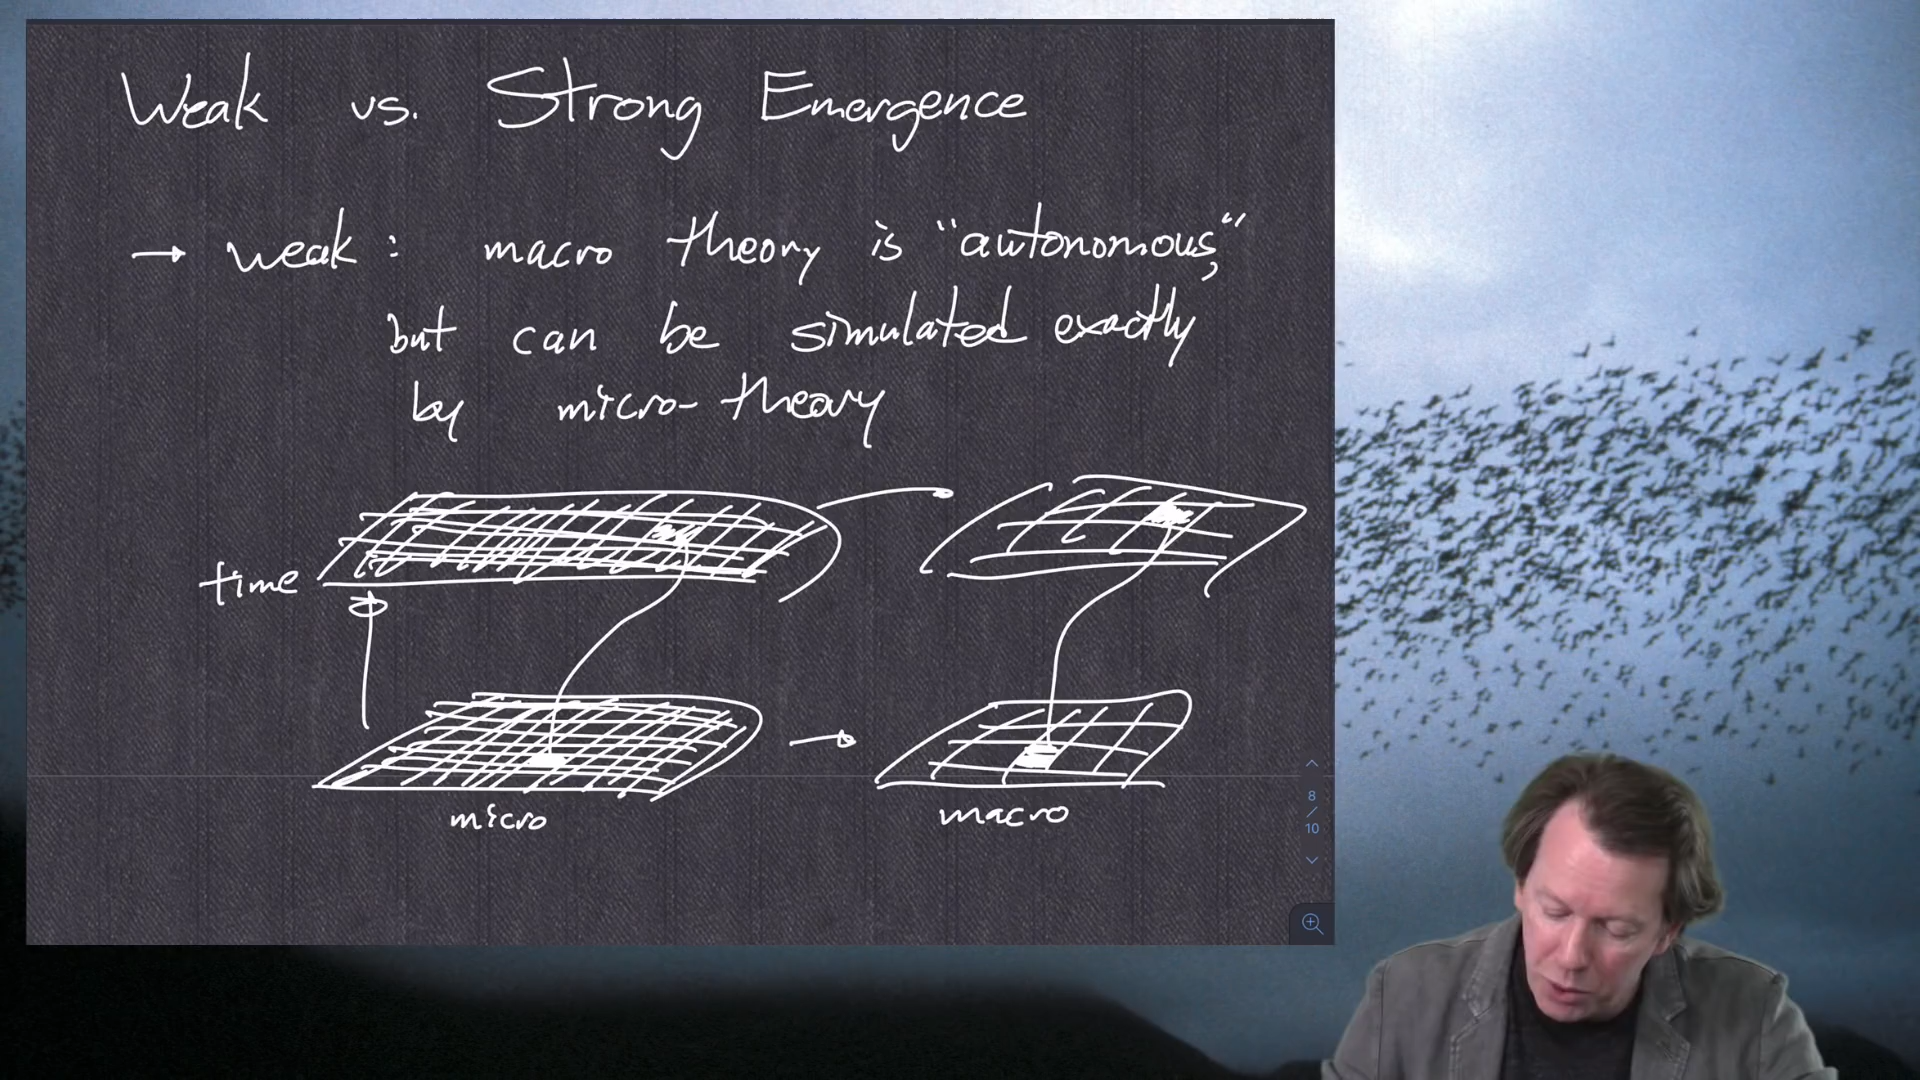 Weak vs. Strong Emergence
→ weak: macro theory is "autonomous,"
but can be simulated exactly
by micro-theory
time
micro
macro
8
/
10